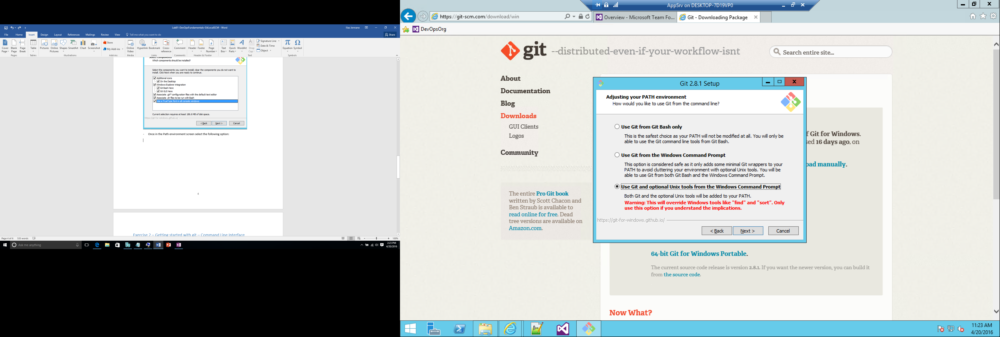 Lab01-DevOpsFundamentals-GitLocalSCM - Word
Ilias Jennane
File Home Insert Design Layout References Mailings Review View Tell me what you want to do
Share
Cover Page Blank Page Page Break
Table
Pictures Online Pictures Shapes SmartArt Chart Screenshot
Store
My Add-ins
Online Video
Hyperlink Bookmark Cross-reference
Comment
Header Footer Page Number
Text Box Quick Parts WordArt Drop Cap
Signature Line
Date & Time
Object
Equation Symbol
Pages Tables Illustrations Add-ins Media Links Comments Header & Footer Text Symbols
Select Components
Which components should be installed?
Select the components you want to install; clear the components you do not want to
install. Click Next when you are ready to continue.
Additional icons
On the Desktop
Windows Explorer integration
Git Bash Here
Git GUI Here
Associate .git* configuration files with the default text editor
Associate .sh files to be run with Bash
Use a TrueType font in all console windows
Current selection requires at least 186.6 MB of disk space.
https://git-for-windows.github.io/
< Back Next > Cancel
- Once in the Path environment screen select the following option:
4
Exercise 2 – Getting started with git – Command Line Interface
Page 4 of 6 535 words
100%
Ask me anything
2:23 PM
4/20/2016
AppSrv on DESKTOP-7D19VP0
https://git-scm.com/download/win
Overview - Microsoft Team Fo...
Git - Downloading Package
DevOpsOrg
git --distributed-even-if-your-workflow-isnt
Search entire site...
About
Documentation
Blog
Downloads
GUI Clients
Logos
Community
The entire Pro Git book
written by Scott Chacon and
Ben Straub is available to
read online for free. Dead
tree versions are available on
Amazon.com.
f Git for Windows.
sed 16 days ago, on
oad manually.
Git 2.8.1 Setup
Adjusting your PATH environment
How would you like to use Git from the command line?
Use Git from Git Bash only
This is the safest choice as your PATH will not be modified at all. You will only be
able to use the Git command line tools from Git Bash.
Use Git from the Windows Command Prompt
This option is considered safe as it only adds some minimal Git wrappers to your
PATH to avoid cluttering your environment with optional Unix tools. You will be
able to use Git from both Git Bash and the Windows Command Prompt.
Use Git and optional Unix tools from the Windows Command Prompt
Both Git and the optional Unix tools will be added to your PATH.
Warning: This will override Windows tools like "find" and "sort". Only
use this option if you understand the implications.
https://git-for-windows.github.io/
< Back Next > Cancel
64-bit Git for Windows Portable.
The current source code release is version 2.8.1. If you want the newer version, you can build it
from the source code.
Now What?
11:23 AM
4/20/2016